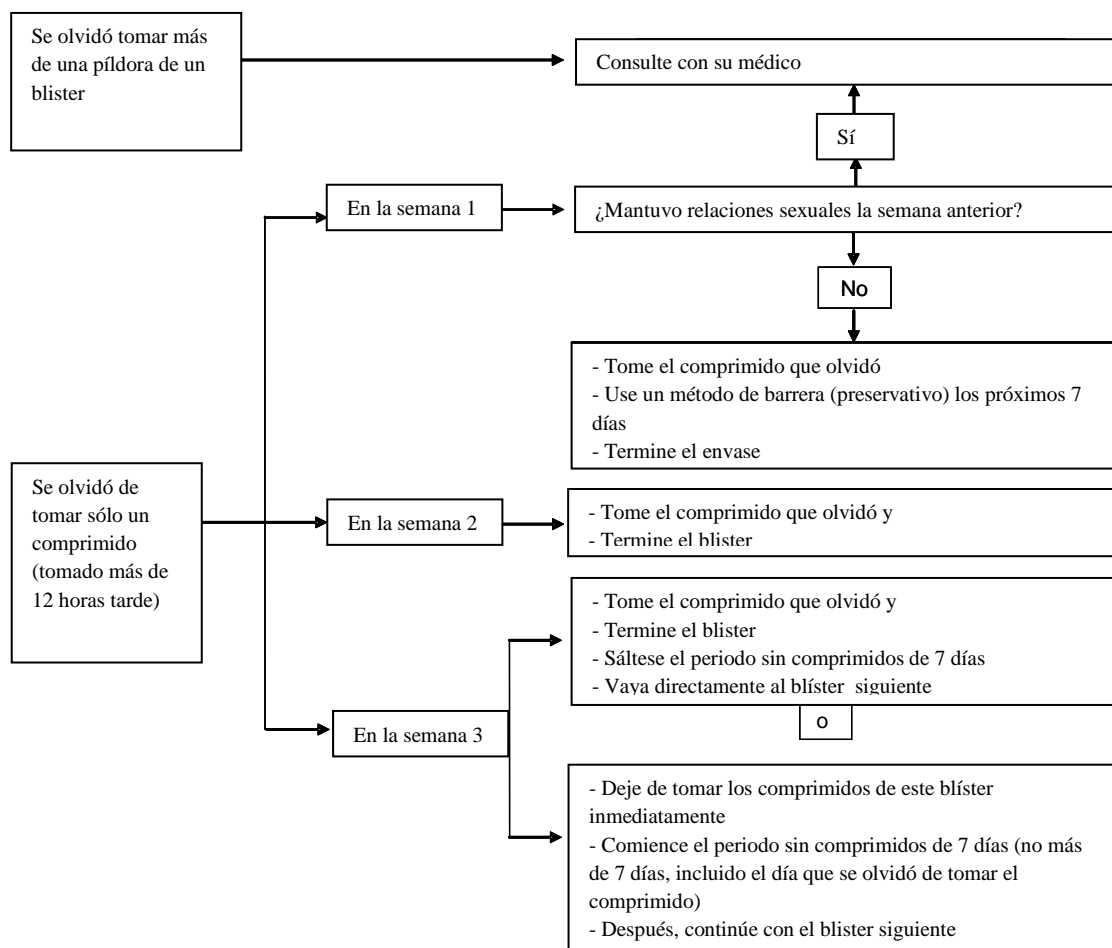 Se olvidó tomar más
de una píldora de un
blister
Consulte con su médico
Sí
En la semana 1
¿Mantuvo relaciones sexuales la semana anterior?
No
- Tome el comprimido que olvidó
- Use un método de barrera (preservativo) los próximos 7
días
- Termine el envase
Se olvidó de
tomar sólo un
comprimido
(tomado más de
12 horas tarde)
En la semana 2
- Tome el comprimido que olvidó y
- Termine el blister
- Tome el comprimido que olvidó y
- Termine el blister
- Sáltese el periodo sin comprimidos de 7 días
- Vaya directamente al blíster siguiente
o
En la semana 3
- Deje de tomar los comprimidos de este blíster
inmediatamente
- Comience el periodo sin comprimidos de 7 días (no más
de 7 días, incluido el día que se olvidó de tomar el
comprimido)
- Después, continúe con el blister siguiente